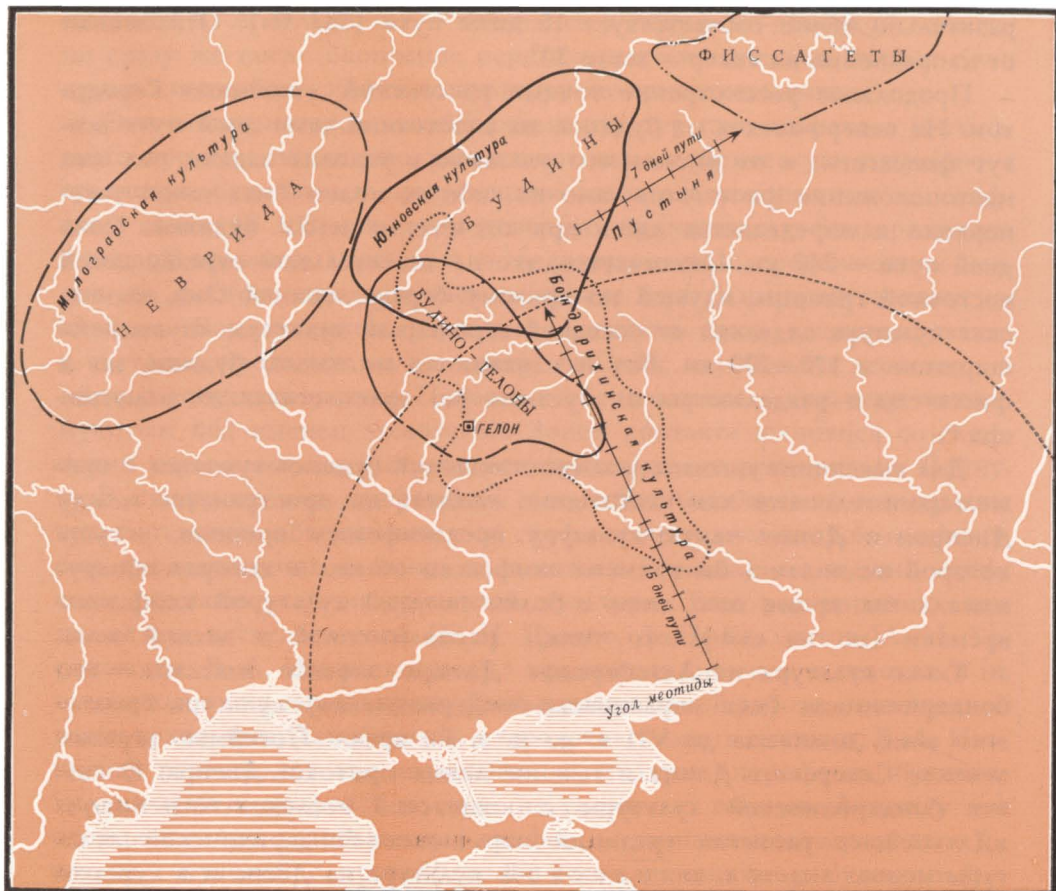 ФИССАГЕТЫ
Милоградская культура
НЕВРИДА
Юхновская культура
БУДИНЫ
7 дней пути
Пустыня
БУДИНО-ГЕЛОНЫ
ГЕЛОН
Бондарихинская культура
15 дней пути
Угол меотиды